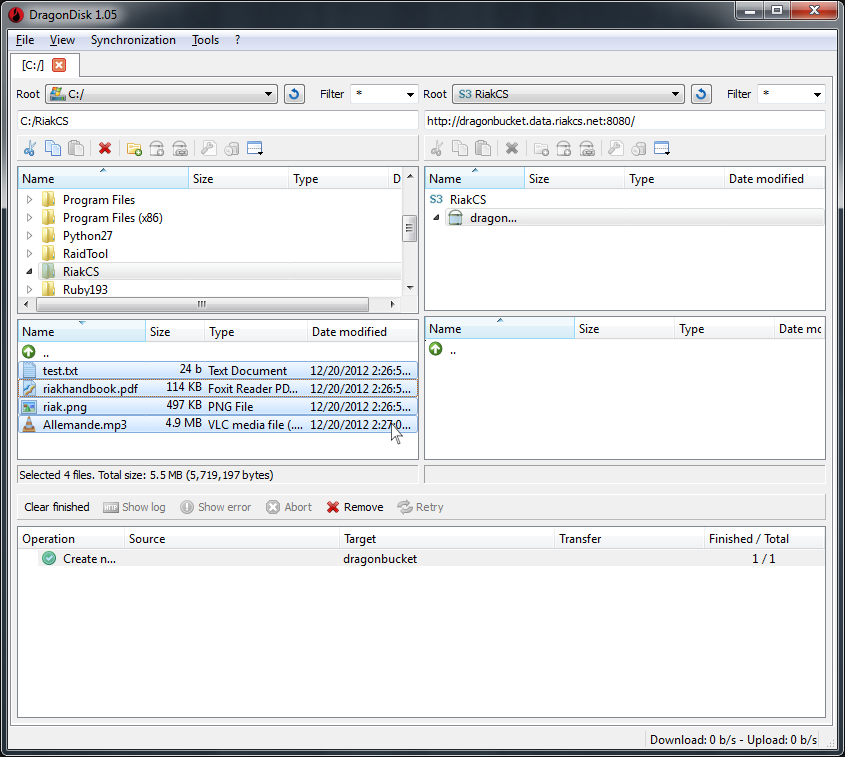 DragonDisk 1.05
File View Synchronization Tools ?
[C:/]
Root C:/ Filter * Root S3 RiakCS Filter *
C:/RiakCS http://dragonbucket.data.riakcs.net:8080/
Name Size Type D Name Size Type Date modified
Program Files S3 RiakCS
Program Files (x86) dragon...
Python27
RaidTool
RiakCS
Ruby193
Name Size Type Date modified Name Size Type Date mo
.. ..
test.txt 24 b Text Document 12/20/2012 2:26:5...
riakhandbook.pdf 114 KB Foxit Reader PD... 12/20/2012 2:26:5...
riak.png 497 KB PNG File 12/20/2012 2:26:5...
Allemande.mp3 4.9 MB VLC media file (.... 12/20/2012 2:27:0...
Selected 4 files. Total size: 5.5 MB (5,719,197 bytes)
Clear finished Show log Show error Abort Remove Retry
Operation Source Target Transfer Finished / Total
Create n... dragonbucket 1 / 1
Download: 0 b/s - Upload: 0 b/s